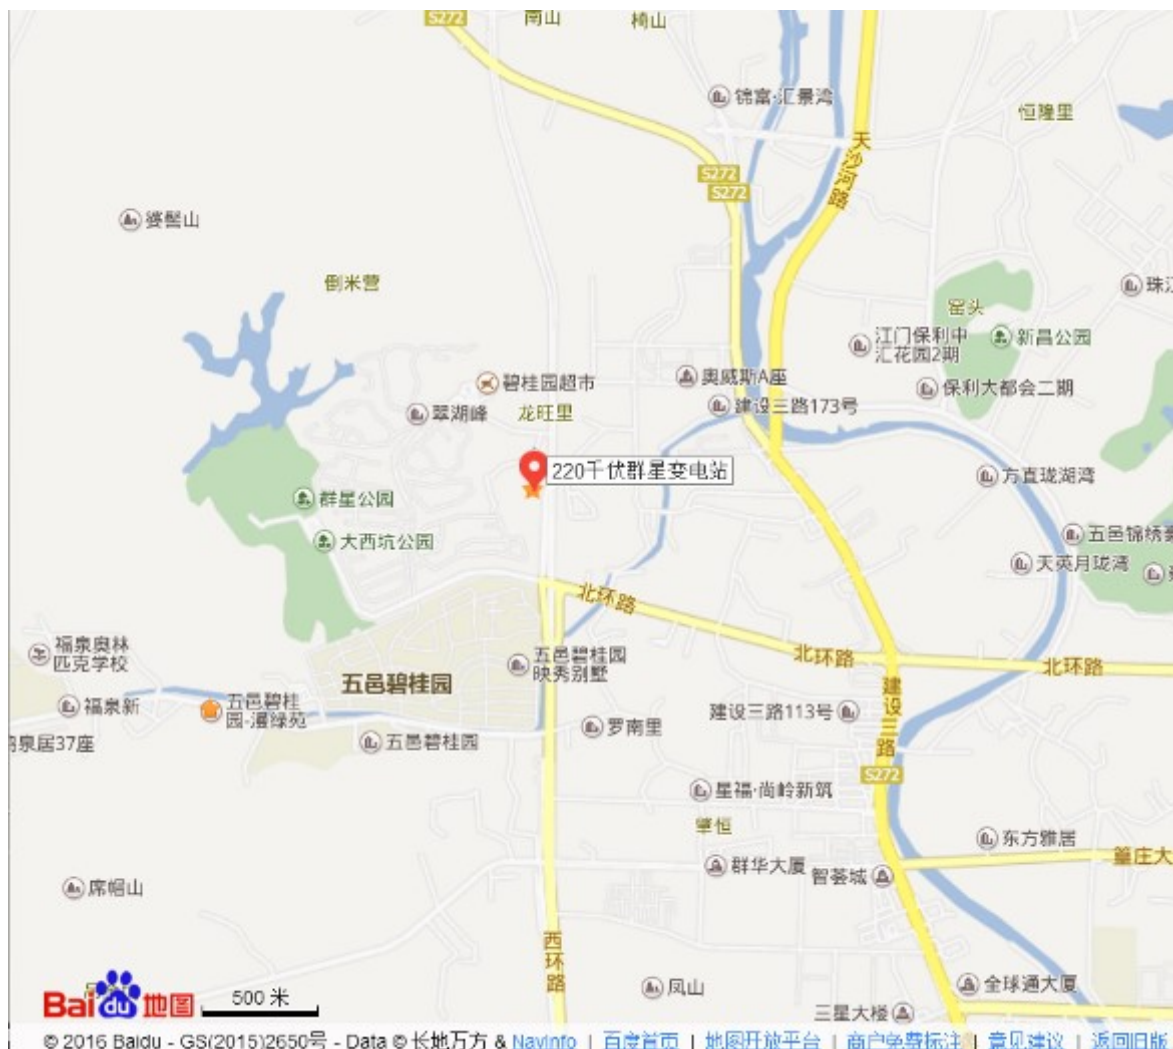 S272
南山
椅山
锦富·汇景湾
恒隆里
天沙河路
S272
S272
婆髻山
倒米营
珠江
窑头
新昌公园
江门保利中
汇花园2期
碧桂园超市
奥威斯A座
保利大都会二期
翠湖峰
龙旺里
建设三路173号
220千伏群星变电站
方直珑湖湾
群星公园
大西坑公园
五邑锦绣豪
天英月珑湾
北环路
福泉奥林
匹克学校
五邑碧桂园
映秀别墅
北环路
北环路
五邑碧桂园
福泉新
五邑碧桂
园-漫绿苑
建设三路113号
建设三路
罗南里
泉居37座
五邑碧桂园
S272
星福·尚岭新筑
肇恒
东方雅居
篁庄大
群华大厦
智荟城
席帽山
西环路
凤山
全球通大厦
三星大楼
Bai du 地图
500 米
© 2016 Baidu - GS(2015)2650号 - Data © 长地万方 & NavInfo | 百度首页 | 地图开放平台 | 商户免费标注 | 意见建议 | 返回旧版